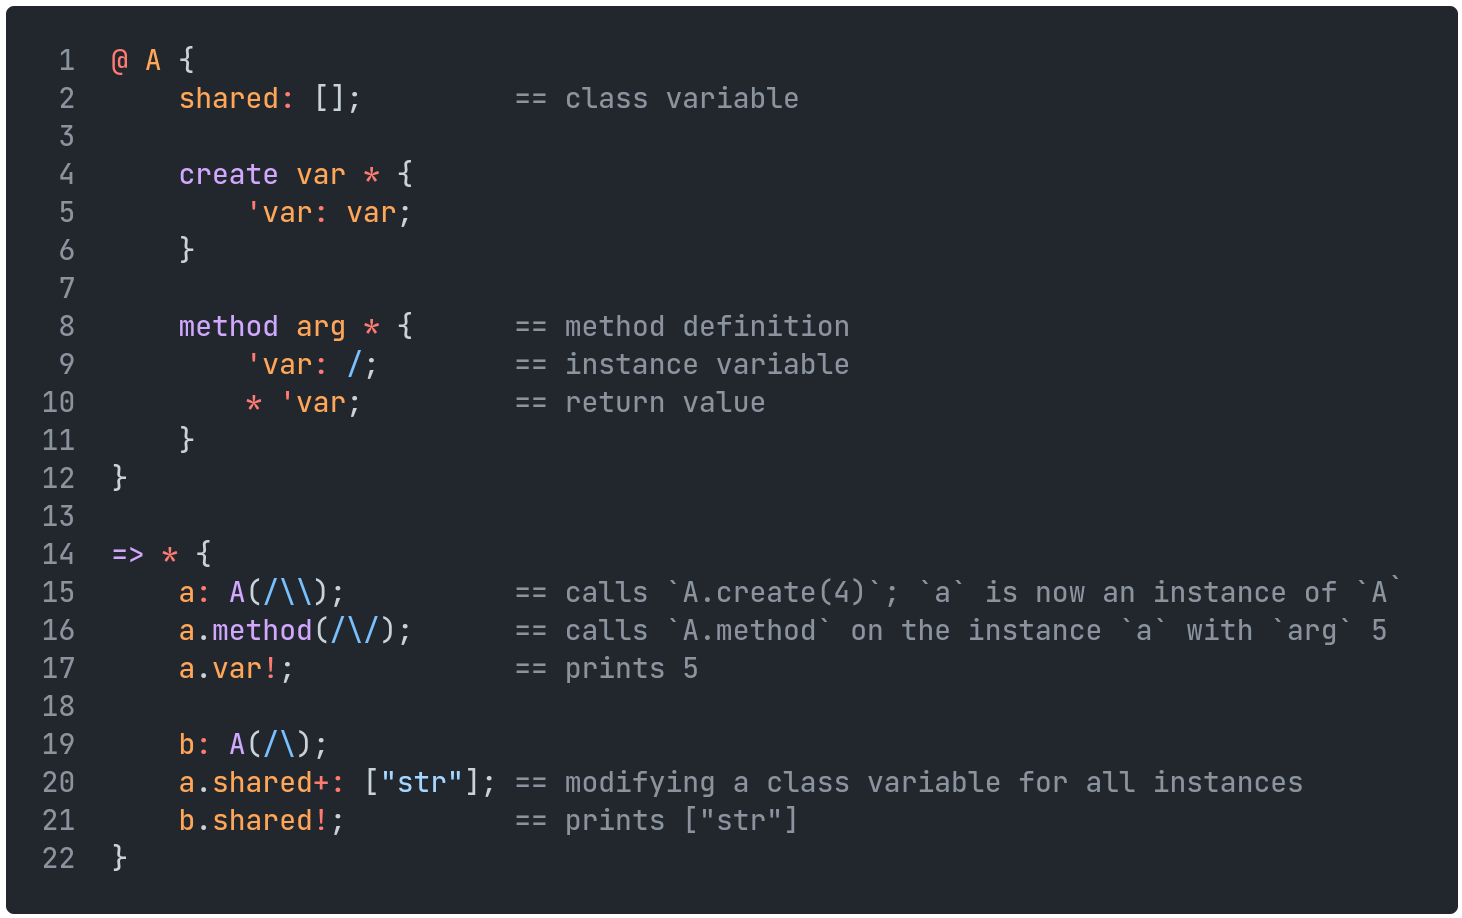 1 @ A {
2     shared: [];         == class variable
3
4     create var * {
5         'var: var;
6     }
7
8     method arg * {      == method definition
9         'var: /;        == instance variable
10         * 'var;         == return value
11     }
12 }
13
14 => * {
15     a: A(/\\);          == calls `A.create(4)`; `a` is now an instance of `A`
16     a.method(/\/);      == calls `A.method` on the instance `a` with `arg` 5
17     a.var!;             == prints 5
18
19     b: A(/\);
20     a.shared+: ["str"]; == modifying a class variable for all instances
21     b.shared!;          == prints ["str"]
22 }